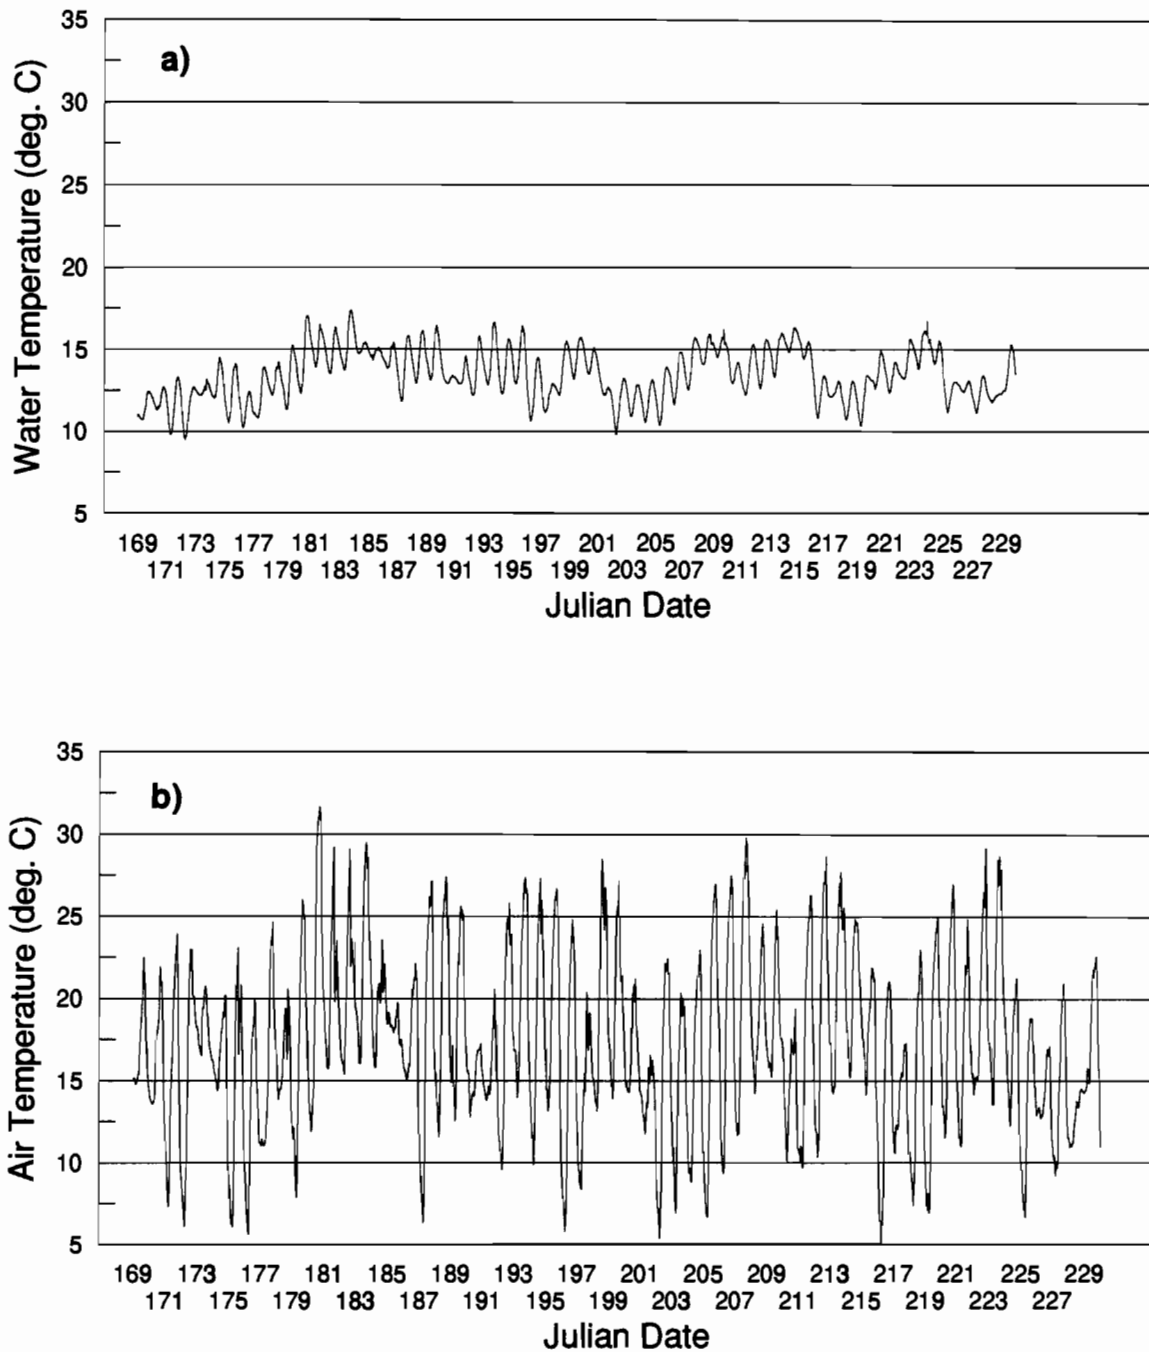 a)
Water Temperature (deg. C)
35
30
25
20
15
10
5
169 173 177 181 185 189 193 197 201 205 209 213 217 221 225 229
171 175 179 183 187 191 195 199 203 207 211 215 219 223 227
Julian Date
b)
Air Temperature (deg. C)
35
30
25
20
15
10
5
169 173 177 181 185 189 193 197 201 205 209 213 217 221 225 229
171 175 179 183 187 191 195 199 203 207 211 215 219 223 227
Julian Date